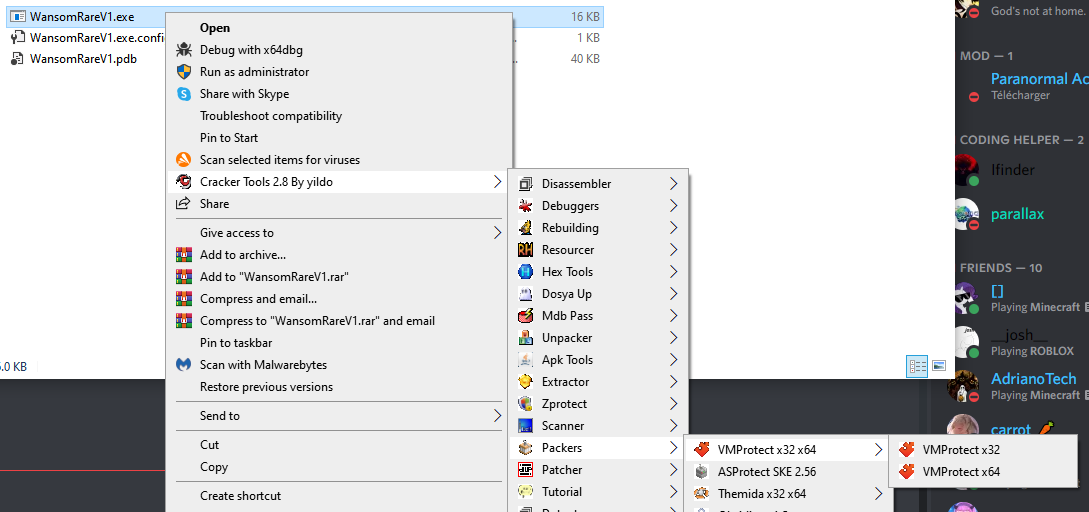 WansomRareV1.exe
16 KB
WansomRareV1.exe.confi
1 KB
WansomRareV1.pdb
40 KB
5.0 KB
Open
Debug with x64dbg
Run as administrator
Share with Skype
Troubleshoot compatibility
Pin to Start
Scan selected items for viruses
Cracker Tools 2.8 By yildo
Share
Give access to
Add to archive...
Add to "WansomRareV1.rar"
Compress and email...
Compress to "WansomRareV1.rar" and email
Pin to taskbar
Scan with Malwarebytes
Restore previous versions
Send to
Cut
Copy
Create shortcut
Disassembler
Debuggers
Rebuilding
Resourcer
Hex Tools
Dosya Up
Mdb Pass
Unpacker
Apk Tools
Extractor
Zprotect
Scanner
Packers
Patcher
Tutorial
VMProtect x32 x64
ASProtect SKE 2.56
Themida x32 x64
VMProtect x32
VMProtect x64
God's not at home.
MOD — 1
Paranormal Ac
Télécharger
CODING HELPER — 2
lfinder
parallax
FRIENDS — 10
[]
Playing Minecraft
__josh__
Playing ROBLOX
AdrianoTech
Playing Minecraft
carrot